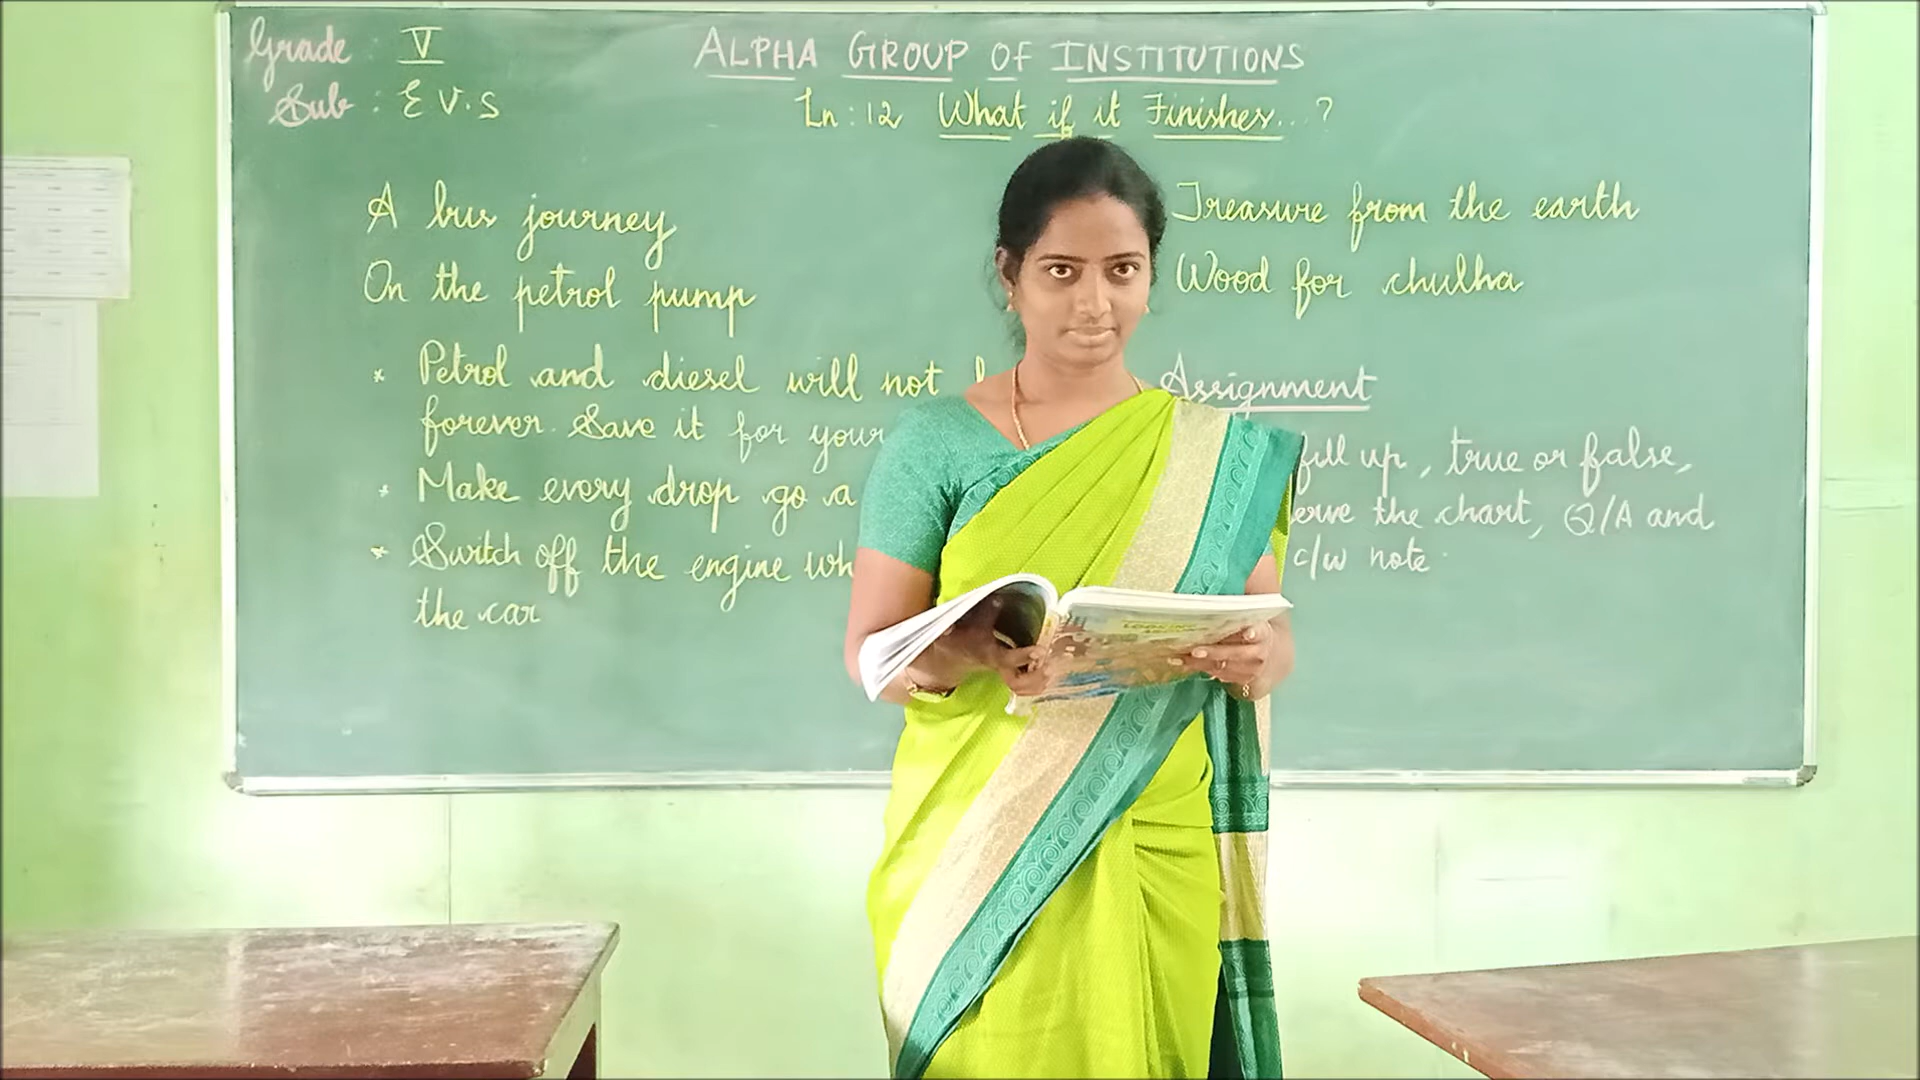 Grade : V
Sub : E V.S
ALPHA GROUP OF INSTITUTIONS
Ln : 12 What if it Finishes...?
A bus journey
On the petrol pump
* Petrol and diesel will not
forever. Save it for your
* Make every drop go a
* Switch off the engine wh
the car
Treasure from the earth
Wood for chulha
Assignment
fill up, true or false,
erve the chart, Q/A and
c/w note.